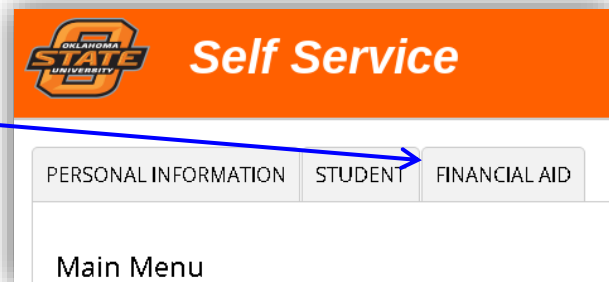 OKLAHOMA
STATE
UNIVERSITY
Self Service
PERSONAL INFORMATION STUDENT FINANCIAL AID
Main Menu